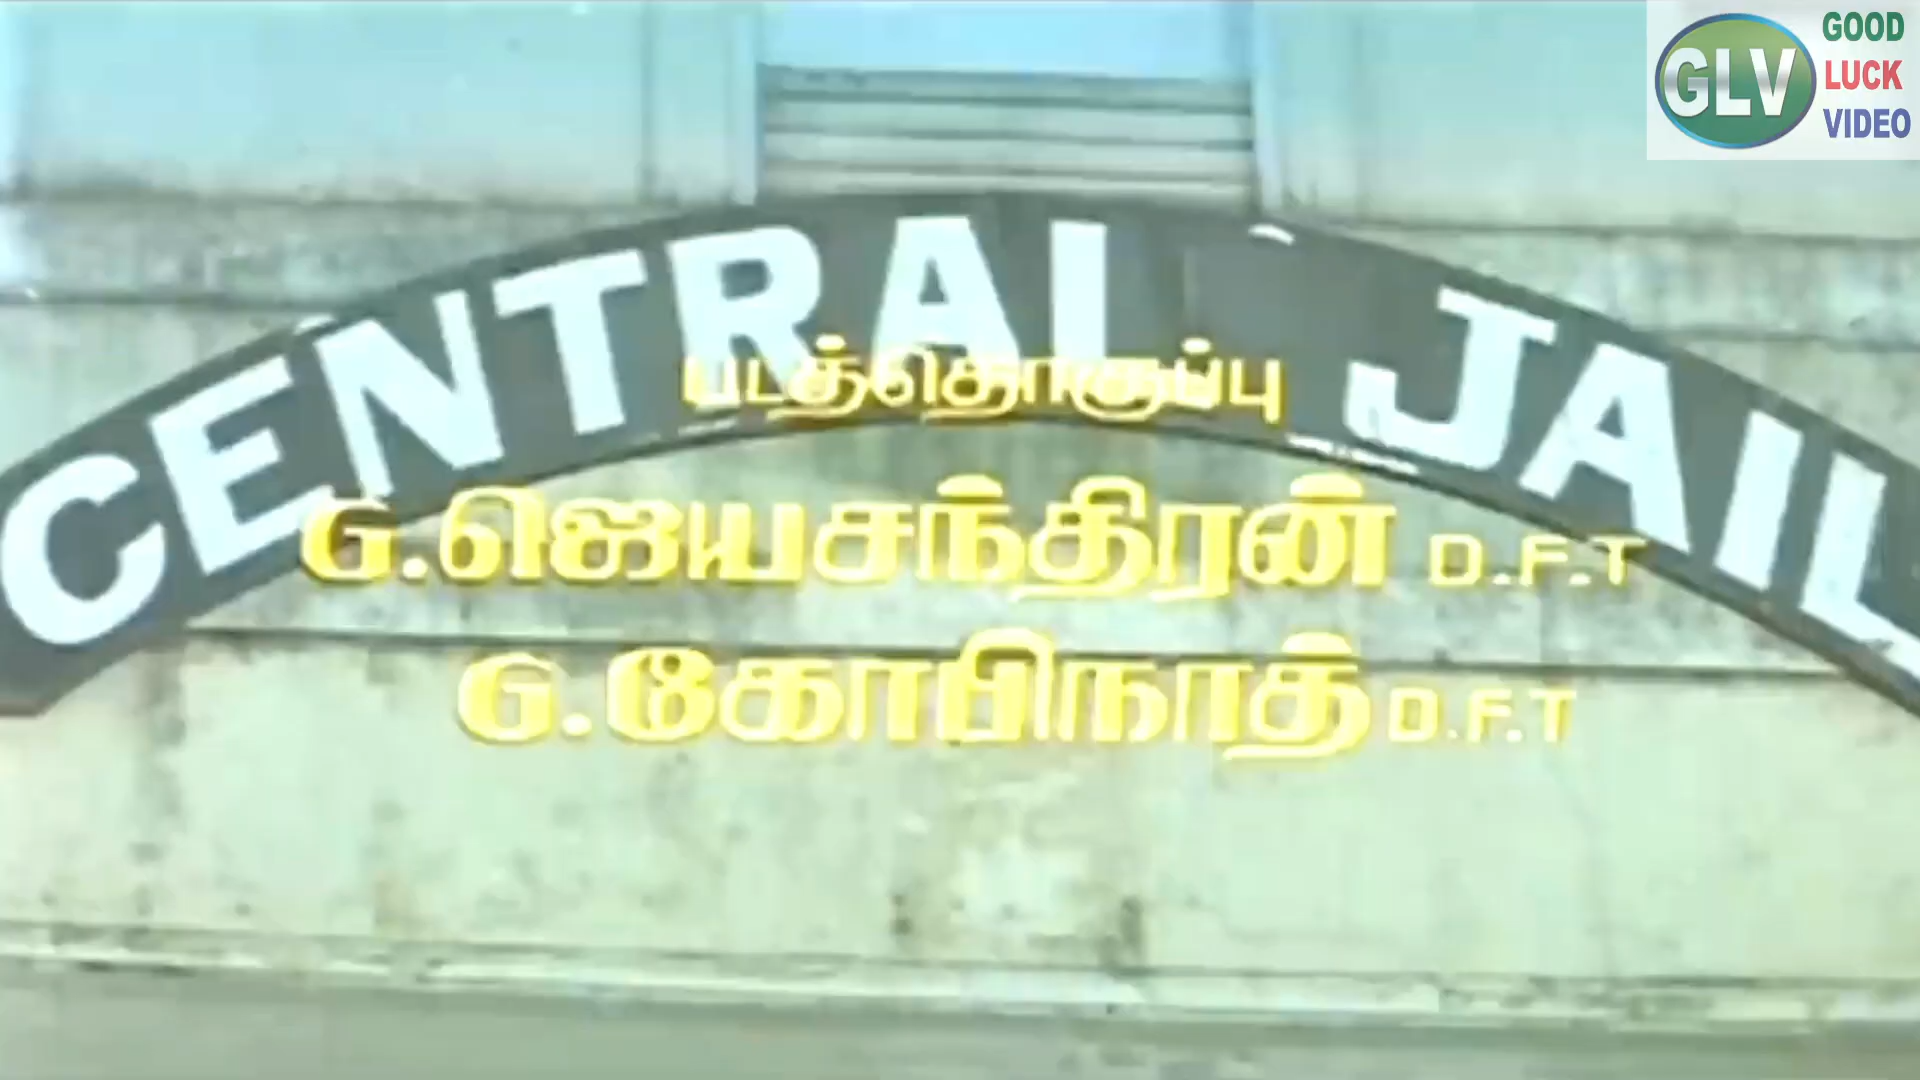 GLV
GOOD
LUCK
VIDEO
CENTRAL JAIL
படத்தொகுப்பு
G.ஜெயசந்திரன் D.F.T
G.கோபிநாத் D.F.T